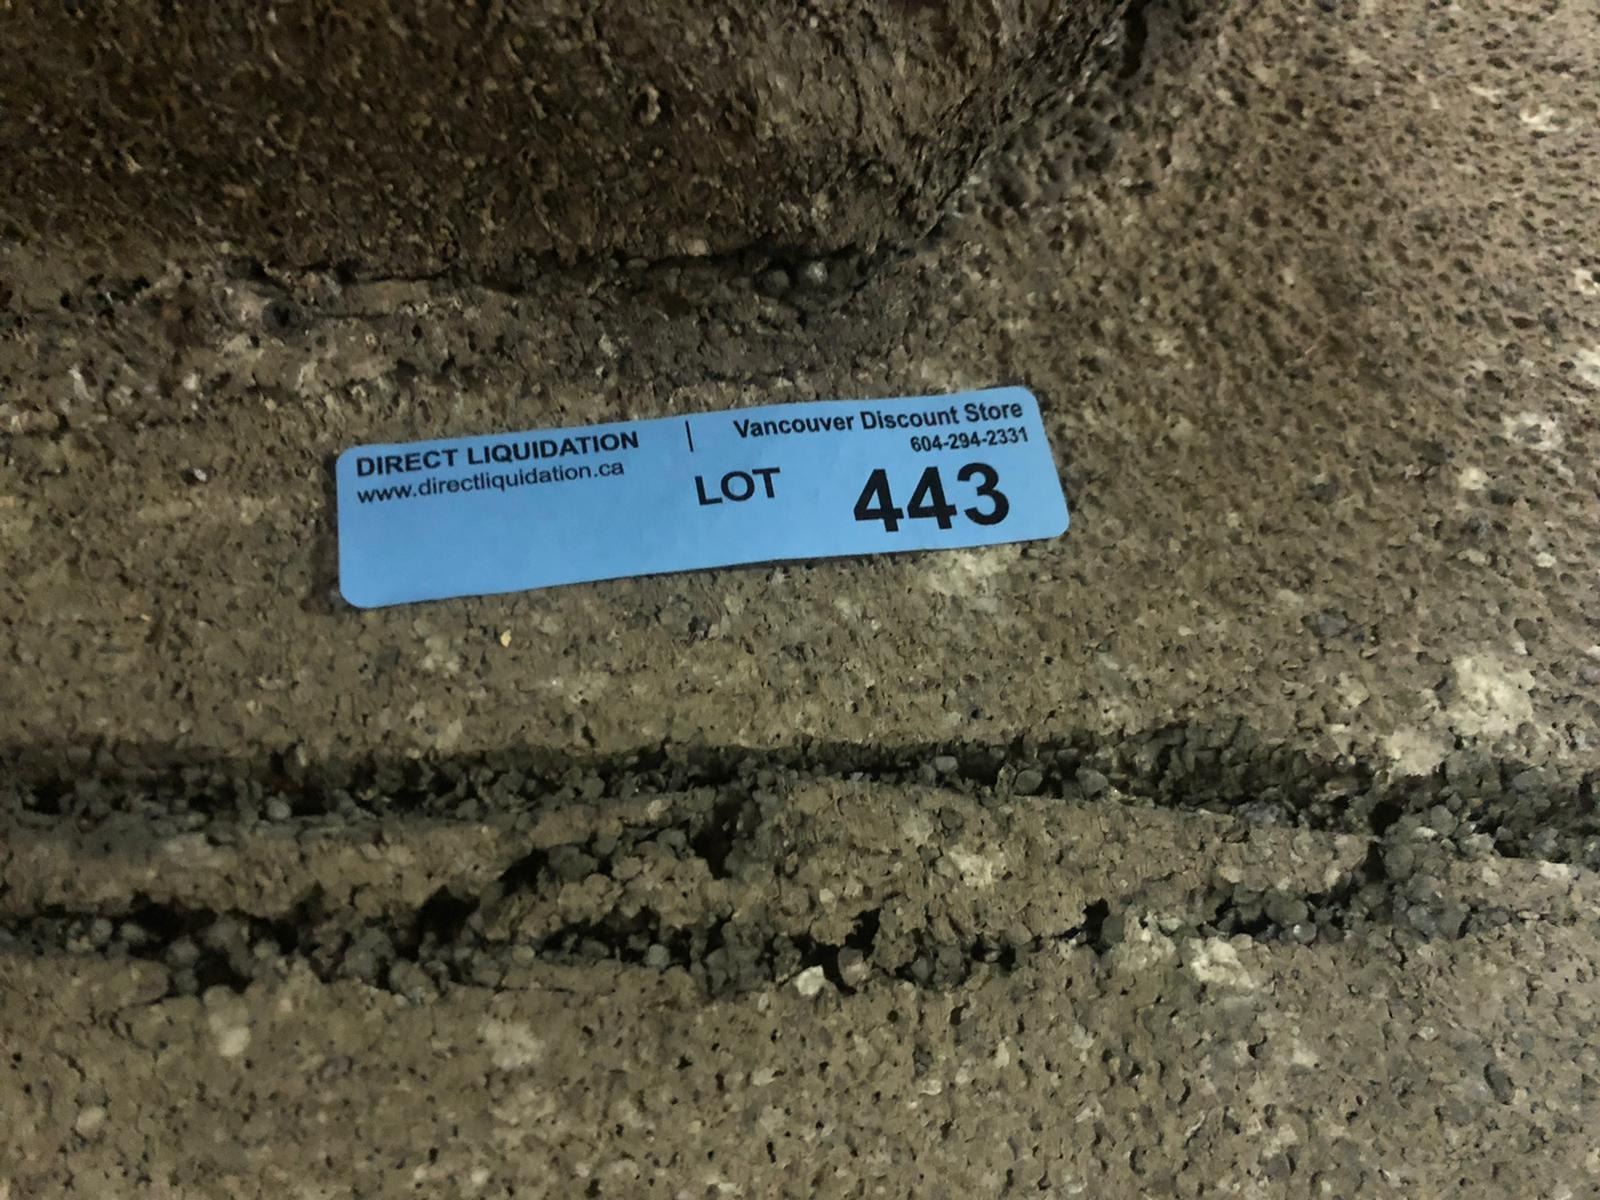 DIRECT LIQUIDATION | Vancouver Discount Store
www.directliquidation.ca 604-294-2331
LOT 443